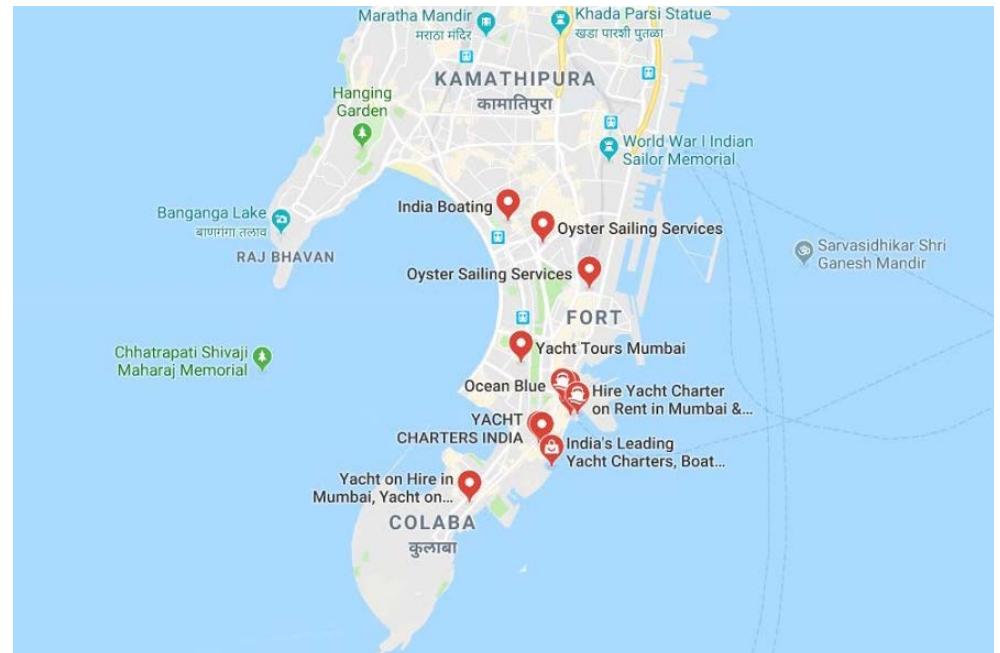 Maratha Mandir
मराठा मंदिर
Khada Parsi Statue
खडा पारशी पुतळा
KAMATHIPURA
कामातिपुरा
Hanging
Garden
World War I Indian
Sailor Memorial
India Boating
Banganga Lake
बाणगंगा तलाव
Oyster Sailing Services
RAJ BHAVAN
Sarvasidhikar Shri
Ganesh Mandir
Oyster Sailing Services
FORT
Chhatrapati Shivaji
Maharaj Memorial
Yacht Tours Mumbai
Ocean Blue
Hire Yacht Charter
on Rent in Mumbai &...
YACHT
CHARTERS INDIA
India's Leading
Yacht Charters, Boat...
Yacht on Hire in
Mumbai, Yacht on...
COLABA
कुलाबा